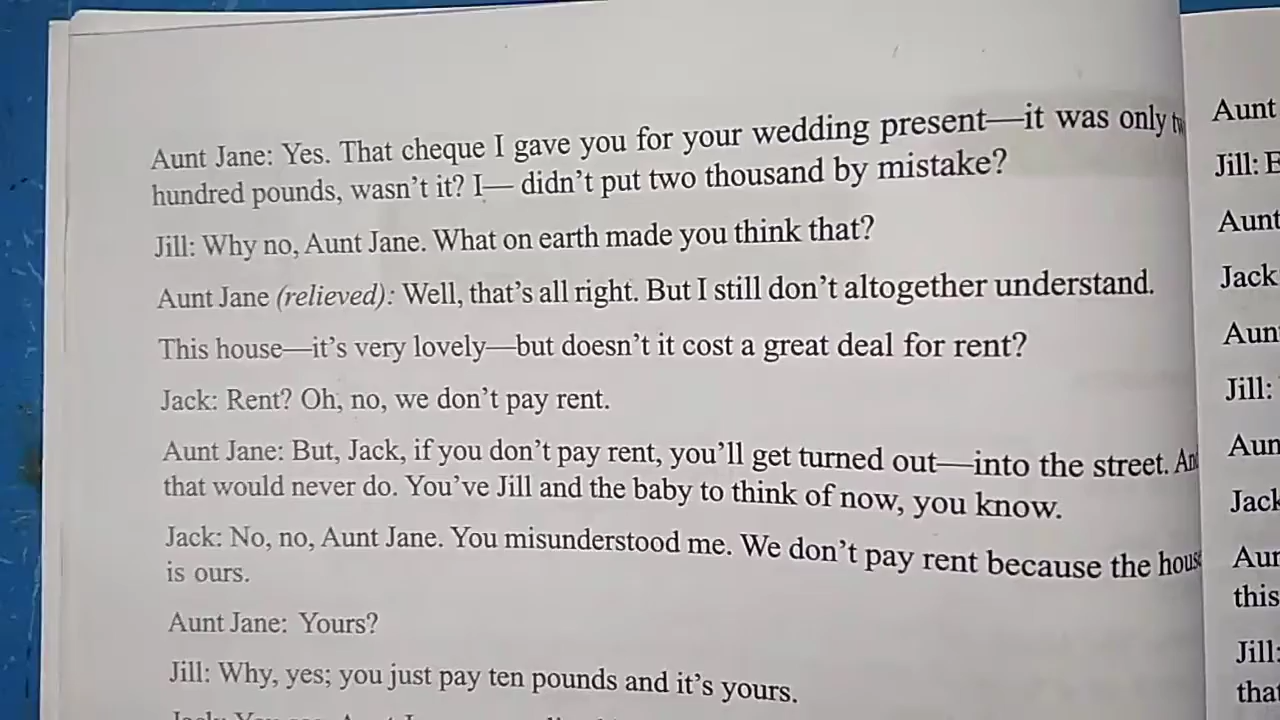 Aunt Jane: Yes. That cheque I gave you for your wedding present—it was only
hundred pounds, wasn't it? I— didn't put two thousand by mistake?
Jill: Why no, Aunt Jane. What on earth made you think that?
Aunt Jane (relieved): Well, that's all right. But I still don't altogether understand.
This house—it's very lovely—but doesn't it cost a great deal for rent?
Jack: Rent? Oh, no, we don't pay rent.
Aunt Jane: But, Jack, if you don't pay rent, you'll get turned out—into the street.
that would never do. You've Jill and the baby to think of now, you know.
Jack: No, no, Aunt Jane. You misunderstood me. We don't pay rent because the
is ours.
Aunt Jane: Yours?
Jill: Why, yes; you just pay ten pounds and it's yours.
Aunt
Jill:
Aunt
Jack
Jill:
Jack
this
Jill: